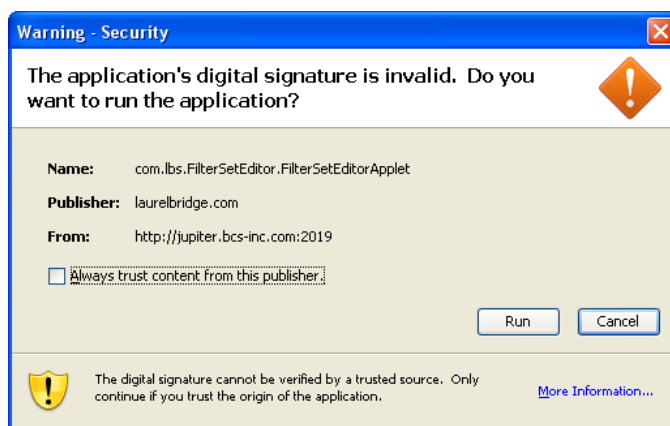 Warning - Security
The application's digital signature is invalid. Do you
want to run the application?
Name: com.lbs.FilterSetEditor.FilterSetEditorApplet
Publisher: laurelbridge.com
From: http://jupiter.bcs-inc.com:2019
Always trust content from this publisher.
Run Cancel
The digital signature cannot be verified by a trusted source. Only
continue if you trust the origin of the application.
More Information...